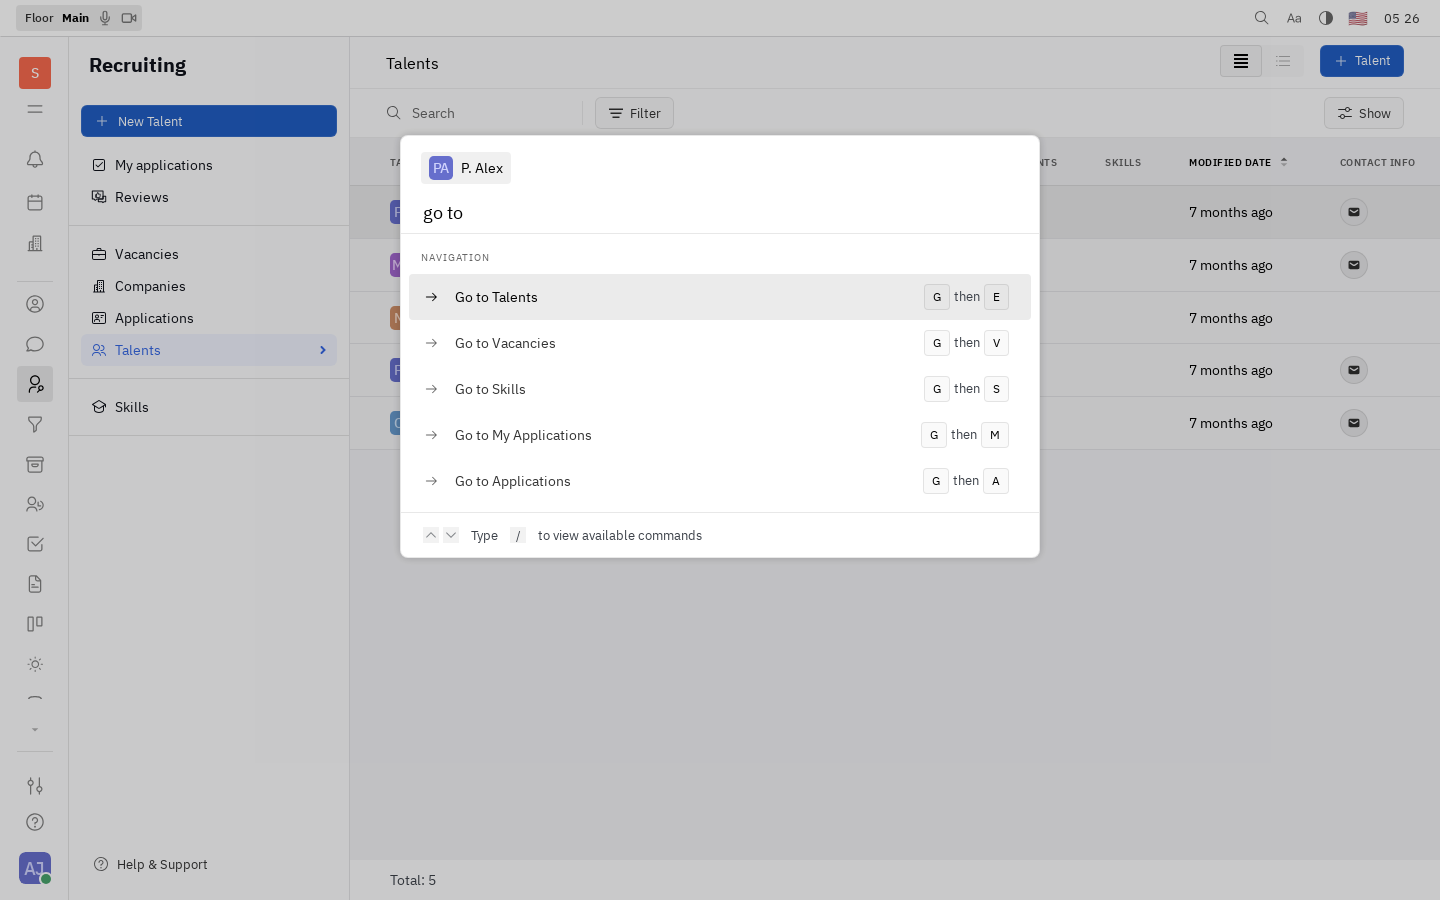 Floor Main
Aa
05 26
S
Recruiting
New Talent
My applications
Reviews
Vacancies
Companies
Applications
Talents
Skills
Help & Support
AJ
Talents
Talent
Search
Filter
Show
SKILLS
MODIFIED DATE
CONTACT INFO
7 months ago
7 months ago
7 months ago
7 months ago
7 months ago
Total: 5
PA P. Alex
go to
NAVIGATION
Go to Talents G then E
Go to Vacancies G then V
Go to Skills G then S
Go to My Applications G then M
Go to Applications G then A
Type / to view available commands